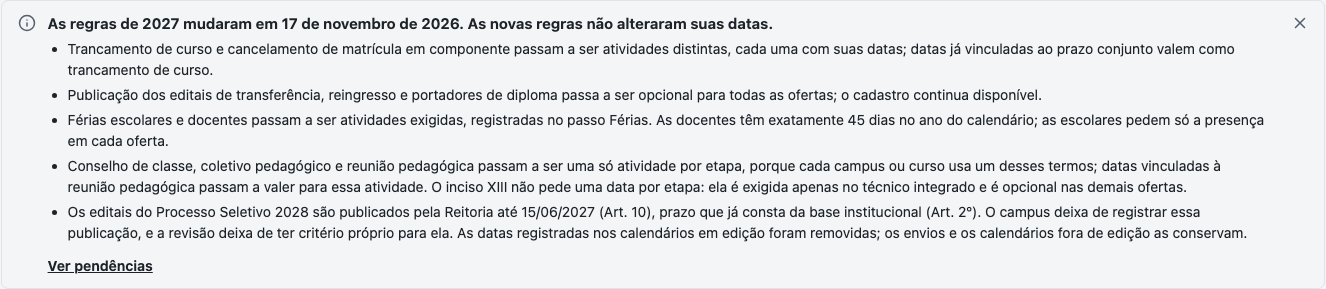 As regras de 2027 mudaram em 17 de novembro de 2026. As novas regras não alteraram suas datas.
• Trancamento de curso e cancelamento de matrícula em componente passam a ser atividades distintas, cada uma com suas datas; datas já vinculadas ao prazo conjunto valem como
trancamento de curso.
• Publicação dos editais de transferência, reingresso e portadores de diploma passa a ser opcional para todas as ofertas; o cadastro continua disponível.
• Férias escolares e docentes passam a ser atividades exigidas, registradas no passo Férias. As docentes têm exatamente 45 dias no ano do calendário; as escolares pedem só a presença
em cada oferta.
• Conselho de classe, coletivo pedagógico e reunião pedagógica passam a ser uma só atividade por etapa, porque cada campus ou curso usa um desses termos; datas vinculadas à
reunião pedagógica passam a valer para essa atividade. O inciso XIII não pede uma data por etapa: ela é exigida apenas no técnico integrado e é opcional nas demais ofertas.
• Os editais do Processo Seletivo 2028 são publicados pela Reitoria até 15/06/2027 (Art. 10), prazo que já consta da base institucional (Art. 2°). O campus deixa de registrar essa
publicação, e a revisão deixa de ter critério próprio para ela. As datas registradas nos calendários em edição foram removidas; os envios e os calendários fora de edição as conservam.
Ver pendências